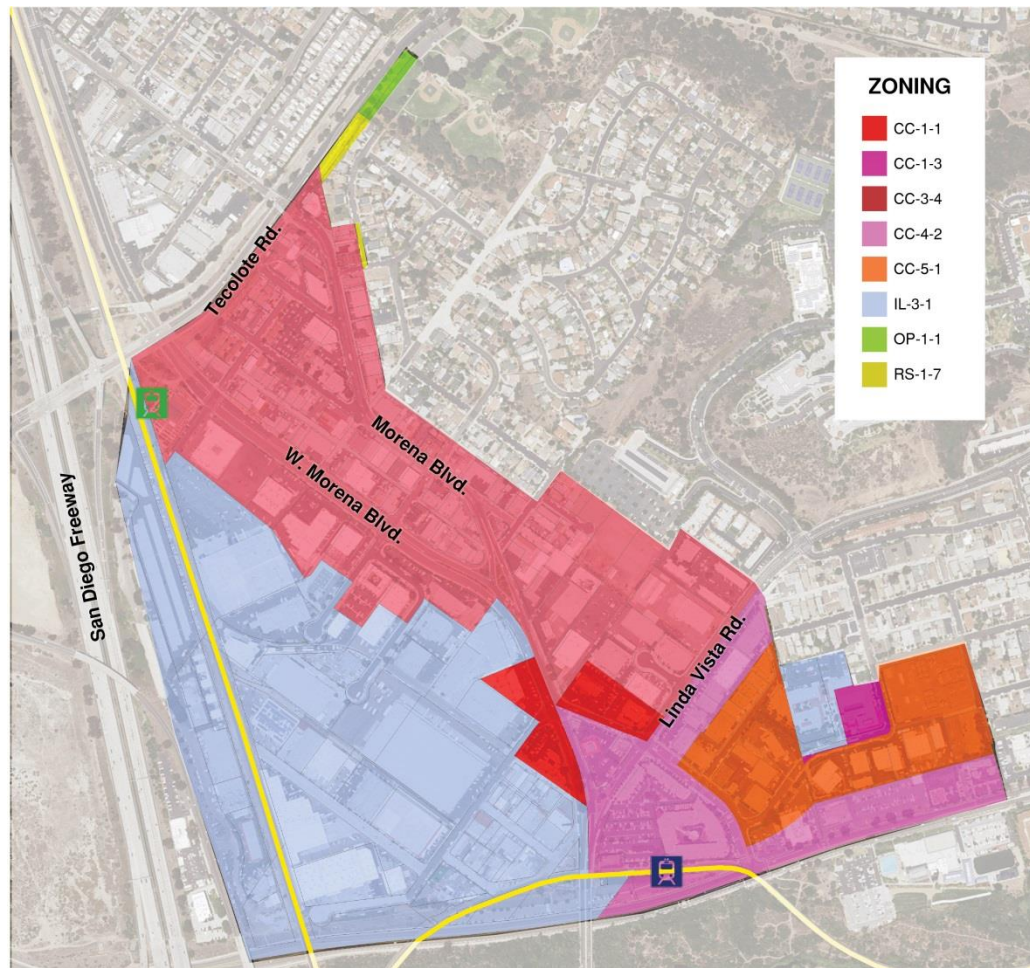 ZONING
CC-1-1
CC-1-3
CC-3-4
CC-4-2
CC-5-1
IL-3-1
OP-1-1
RS-1-7
Tecolote Rd.
Morena Blvd.
W. Morena Blvd.
San Diego Freeway
Linda Vista Rd.